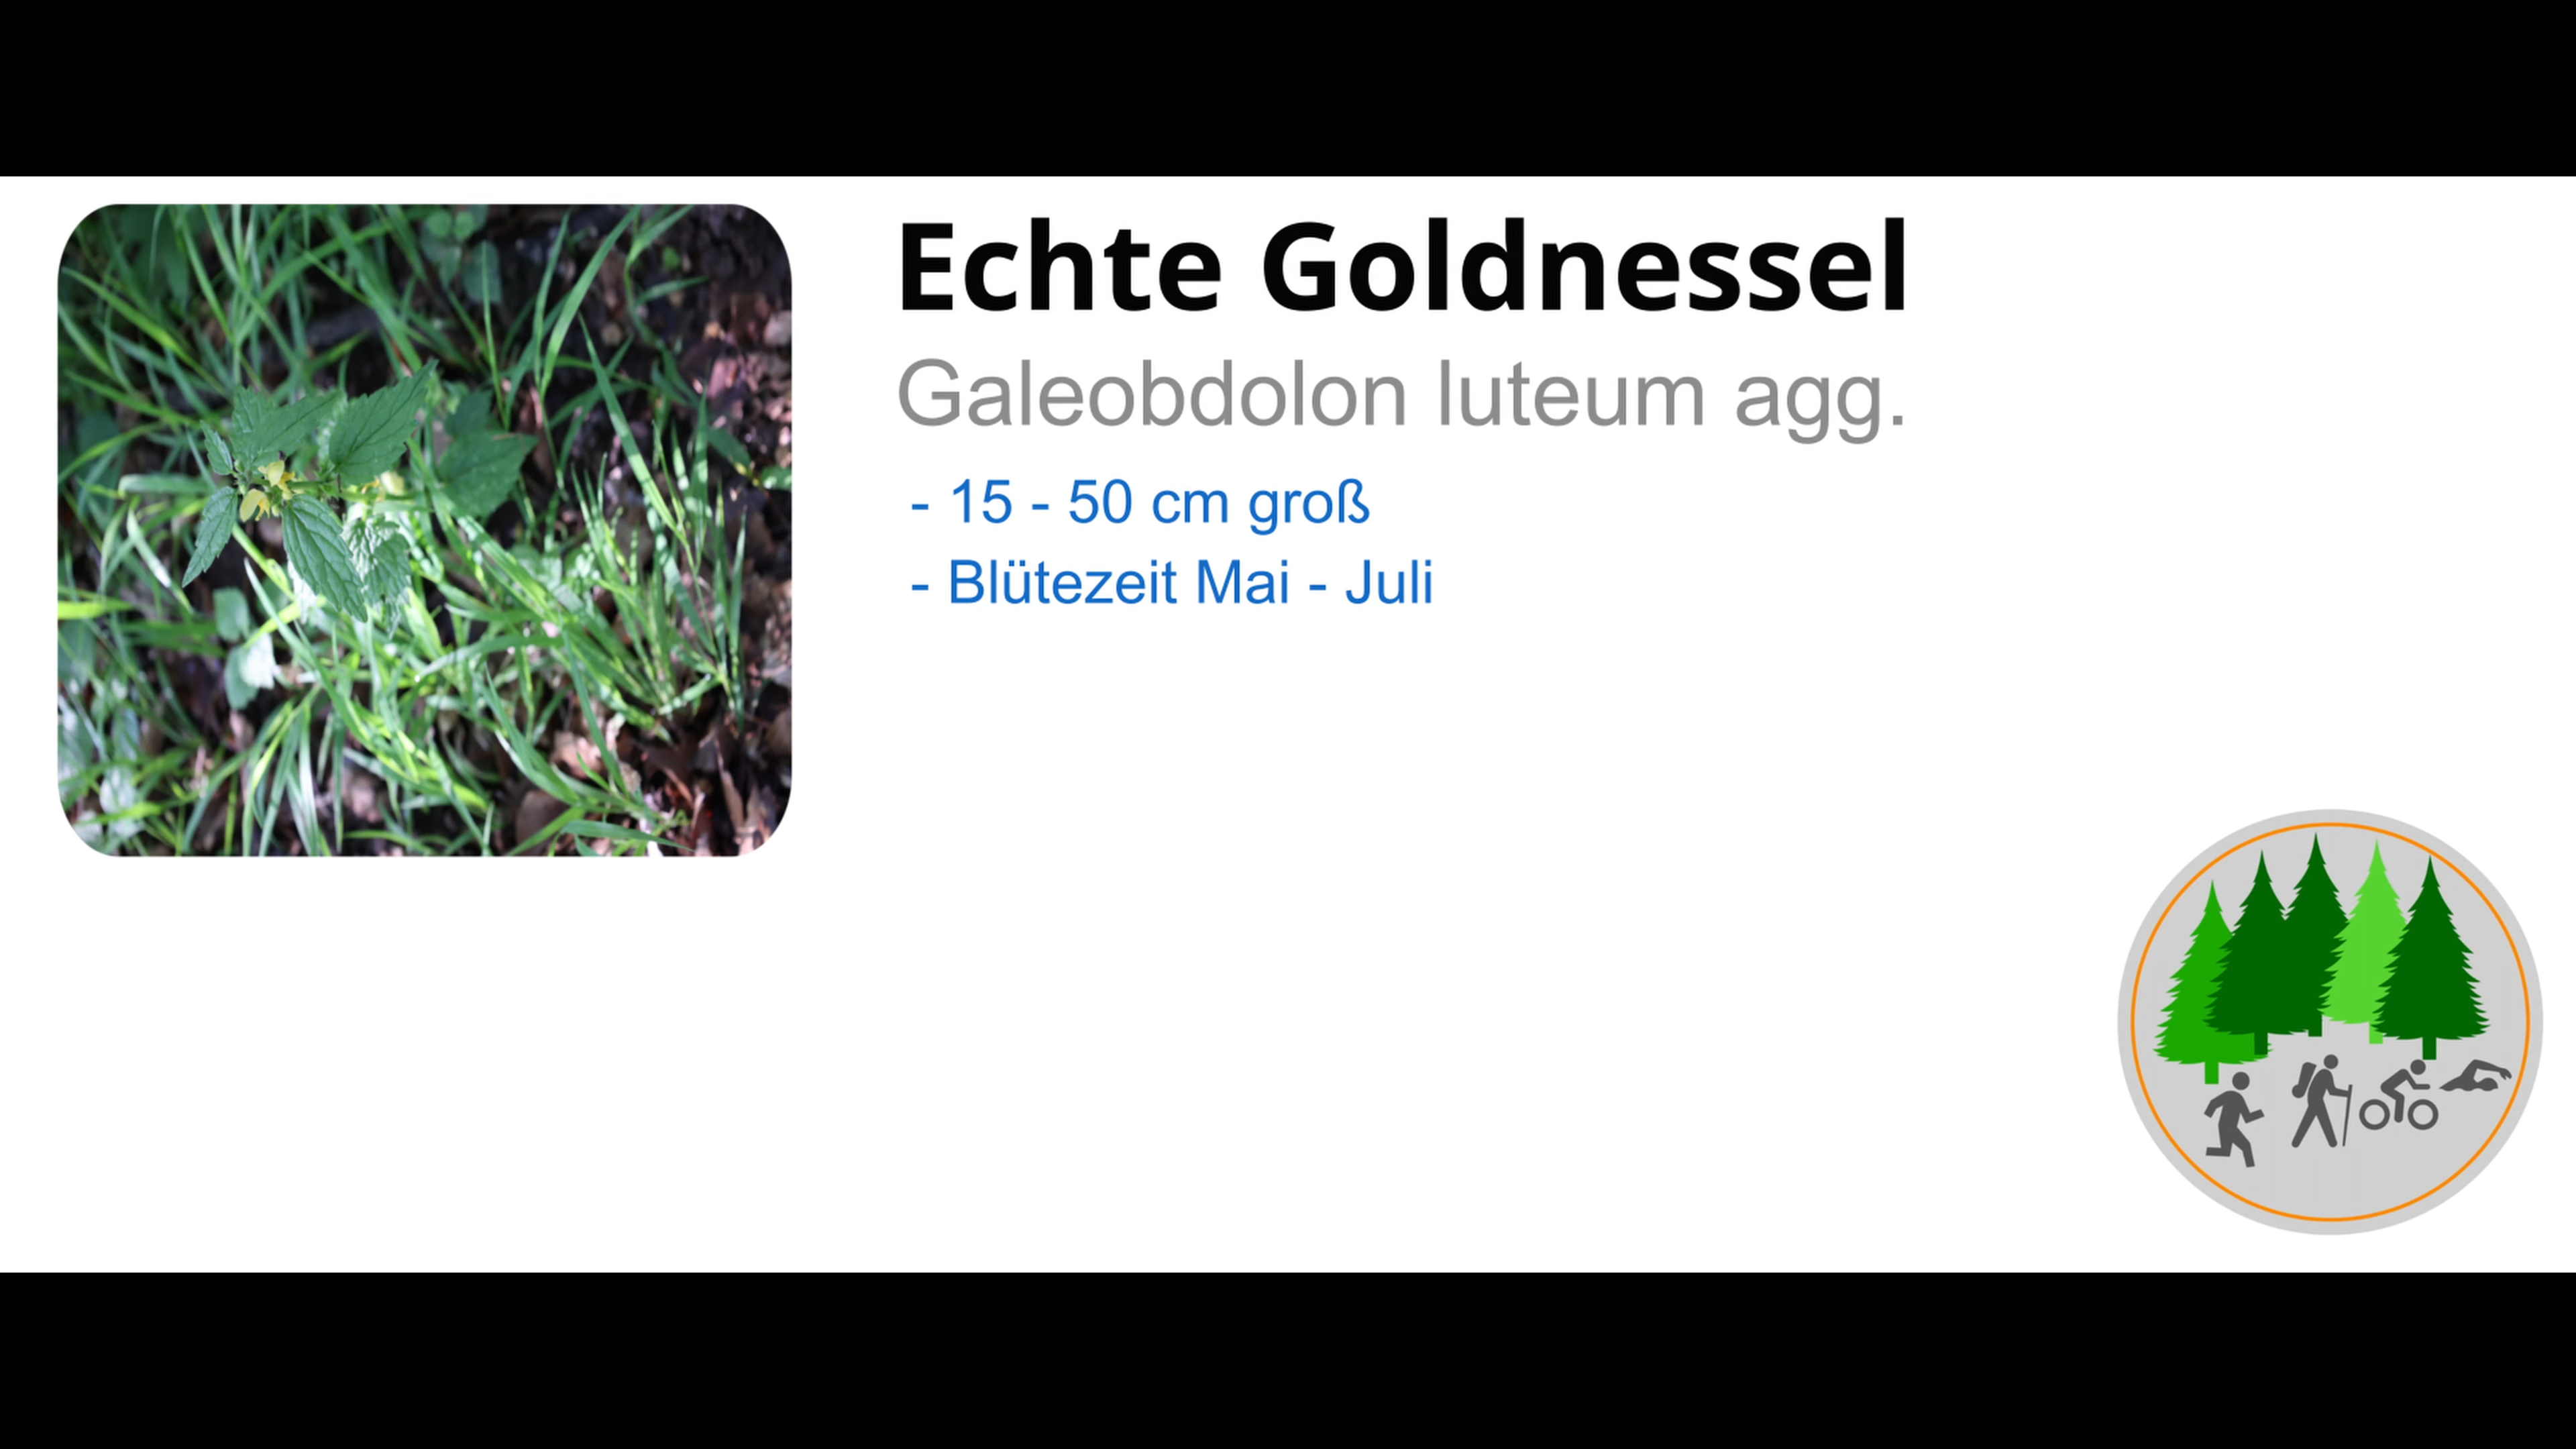 Echte Goldnessel
Galeobdolon luteum agg.
- 15 - 50 cm groß
- Blütezeit Mai - Juli